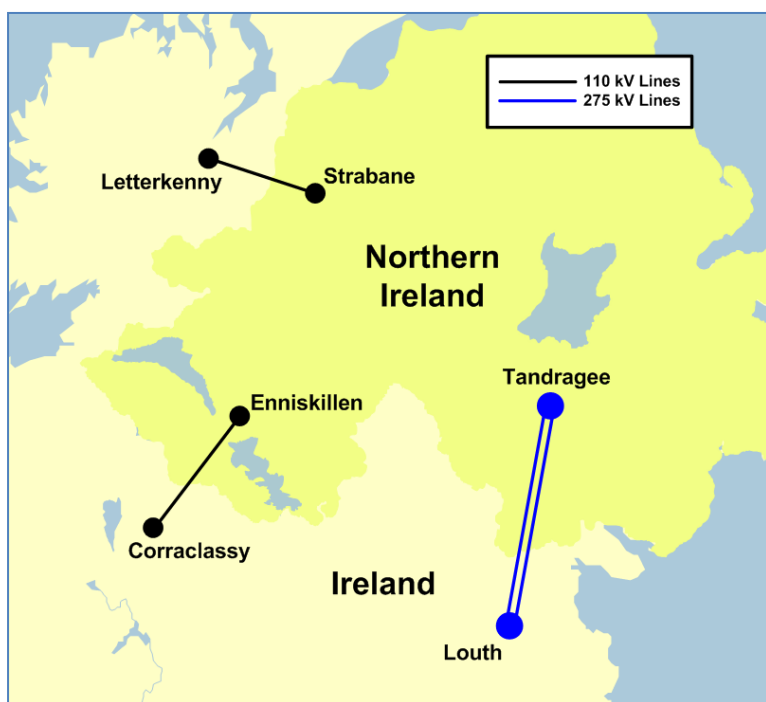 110 kV Lines
275 kV Lines
Letterkenny
Strabane
Northern
Ireland
Tandragee
Enniskillen
Corraclassy
Ireland
Louth